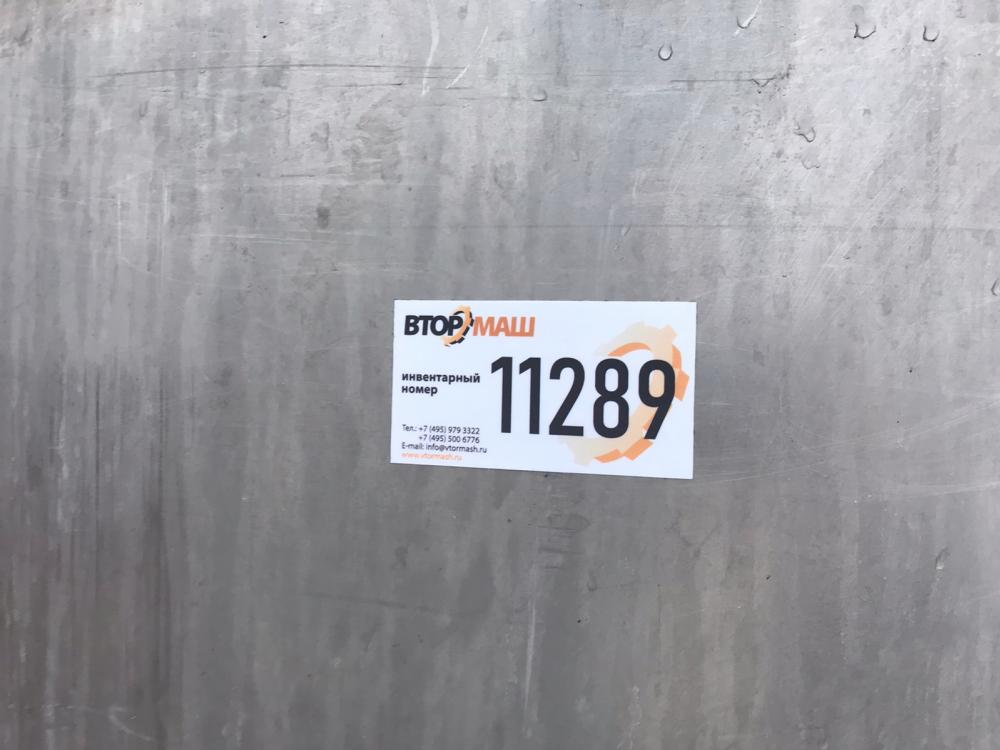 ВТОРМАШ
инвентарный
номер
11289
Тел.: +7 (495) 979 3322
+7 (495) 500 6776
E-mail: info@vtormash.ru
www.vtormash.ru